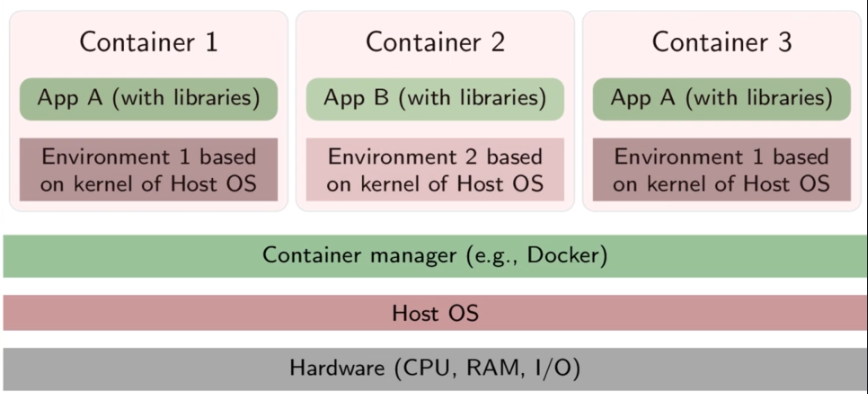 Container 1
Container 2
Container 3
App A (with libraries)
App B (with libraries)
App A (with libraries)
Environment 1 based
on kernel of Host OS
Environment 2 based
on kernel of Host OS
Environment 1 based
on kernel of Host OS
Container manager (e.g., Docker)
Host OS
Hardware (CPU, RAM, I/O)